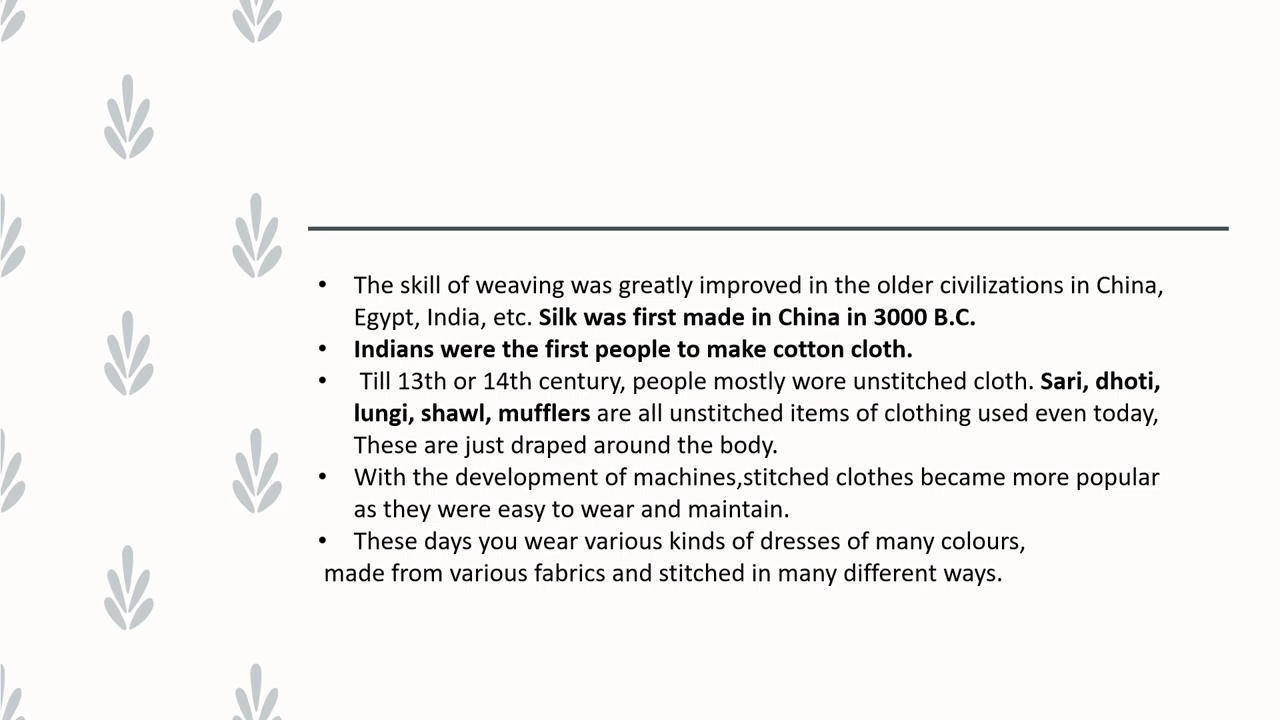 • The skill of weaving was greatly improved in the older civilizations in China,
Egypt, India, etc. Silk was first made in China in 3000 B.C.
• Indians were the first people to make cotton cloth.
• Till 13th or 14th century, people mostly wore unstitched cloth. Sari, dhoti,
lungi, shawl, mufflers are all unstitched items of clothing used even today,
These are just draped around the body.
• With the development of machines,stitched clothes became more popular
as they were easy to wear and maintain.
• These days you wear various kinds of dresses of many colours,
made from various fabrics and stitched in many different ways.